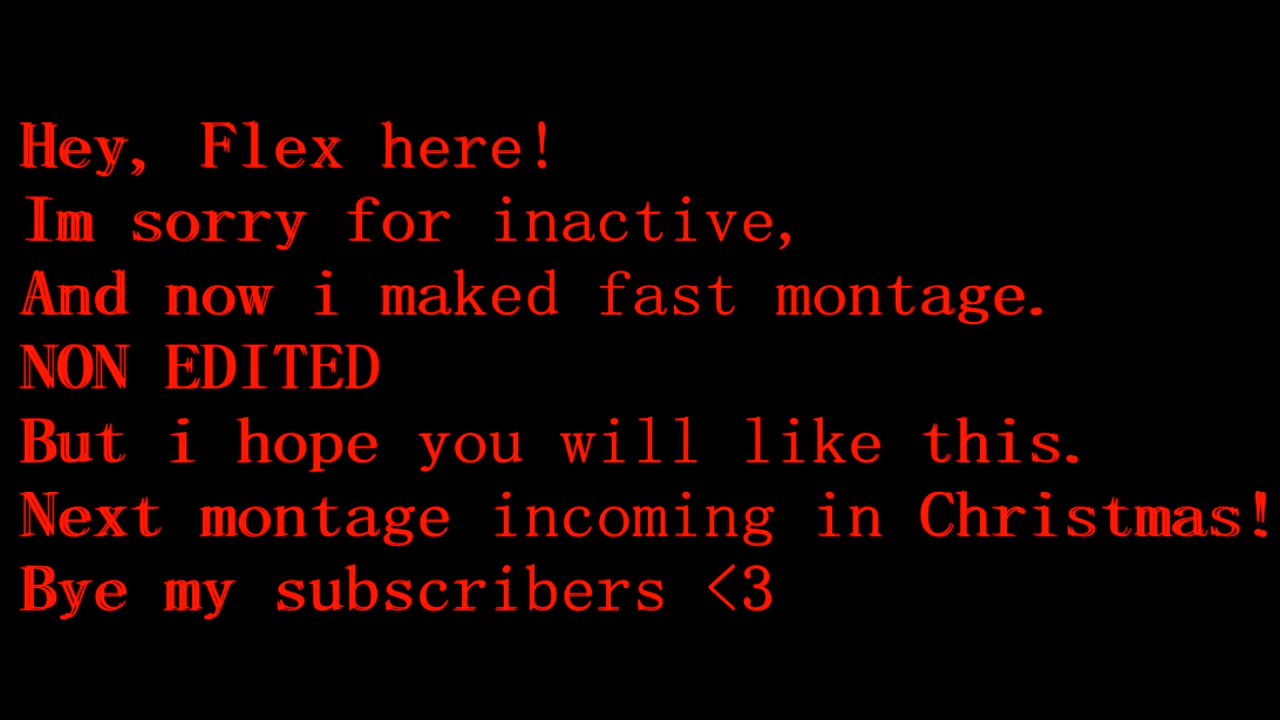 Hey, Flex here!
Im sorry for inactive,
And now i maked fast montage.
NON EDITED
But i hope you will like this.
Next montage incoming in Christmas!
Bye my subscribers <3